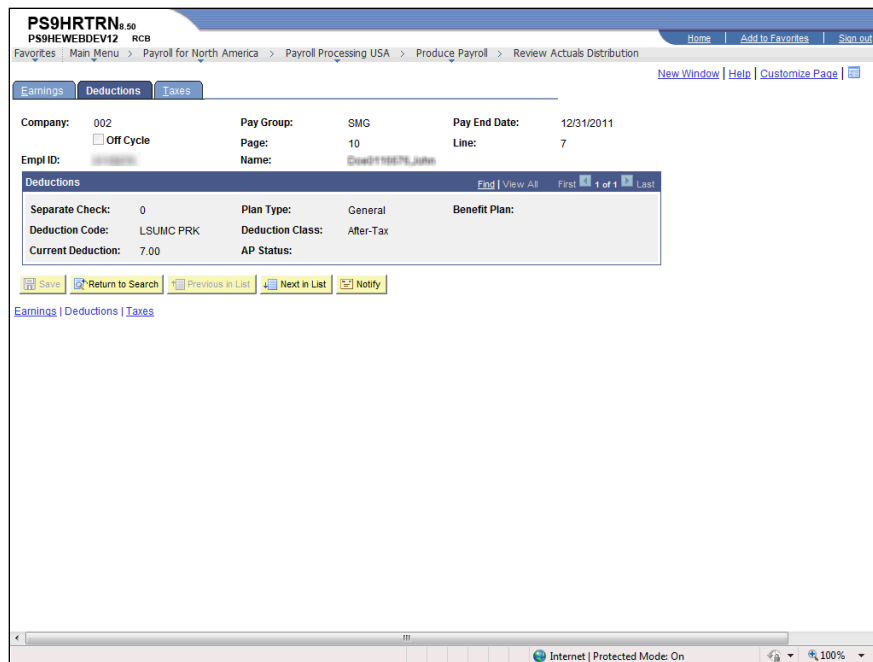 PS9HRTRN8.50
PS9HEWEBDEV12 RCB
Home | Add to Favorites | Sign out
Favorites Main Menu > Payroll for North America > Payroll Processing USA > Produce Payroll > Review Actuals Distribution
New Window | Help | Customize Page |
Earnings Deductions Taxes
Company: 002 Pay Group: SMG Pay End Date: 12/31/2011
Off Cycle Page: 10 Line: 7
Empl ID: Name:
Deductions Find | View All First 1 of 1 Last
Separate Check: 0 Plan Type: General Benefit Plan:
Deduction Code: LSUMC PRK Deduction Class: After-Tax
Current Deduction: 7.00 AP Status:
Save Return to Search Previous in List Next in List Notify
Earnings | Deductions | Taxes
Internet | Protected Mode: On 100%